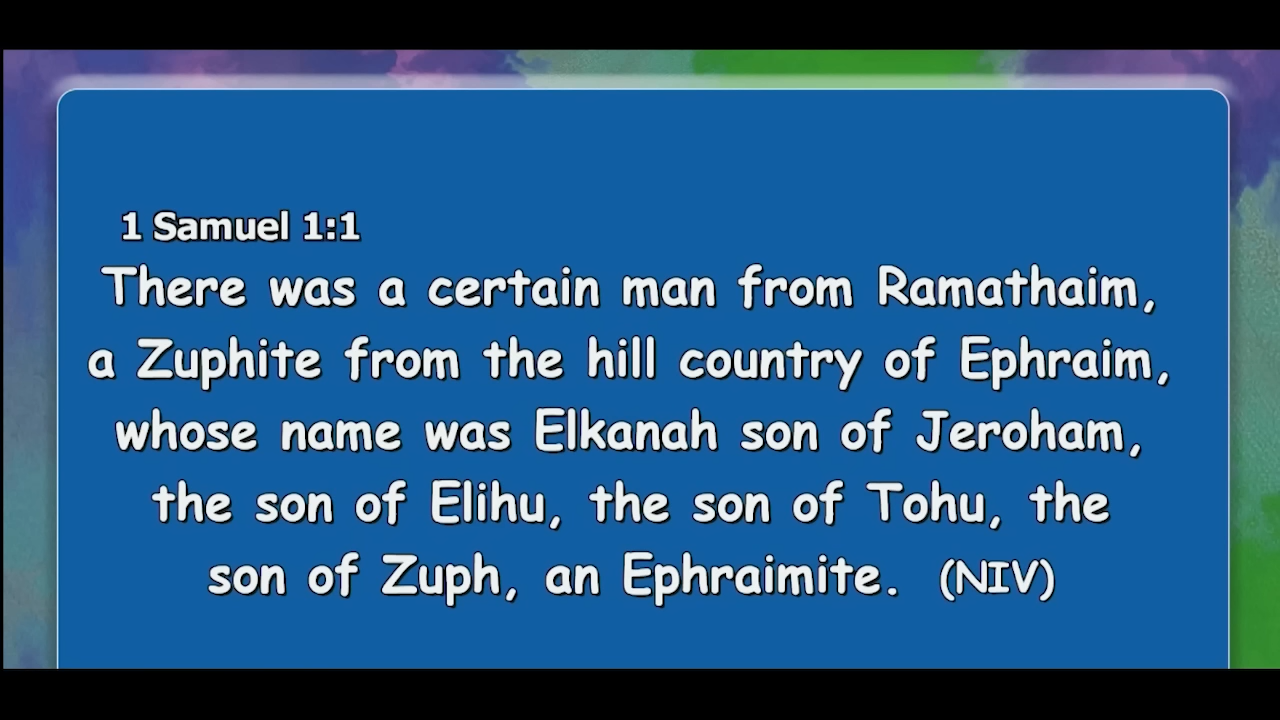 1 Samuel 1:1
There was a certain man from Ramathaim,
a Zuphite from the hill country of Ephraim,
whose name was Elkanah son of Jeroham,
the son of Elihu, the son of Tohu, the
son of Zuph, an Ephraimite. (NIV)